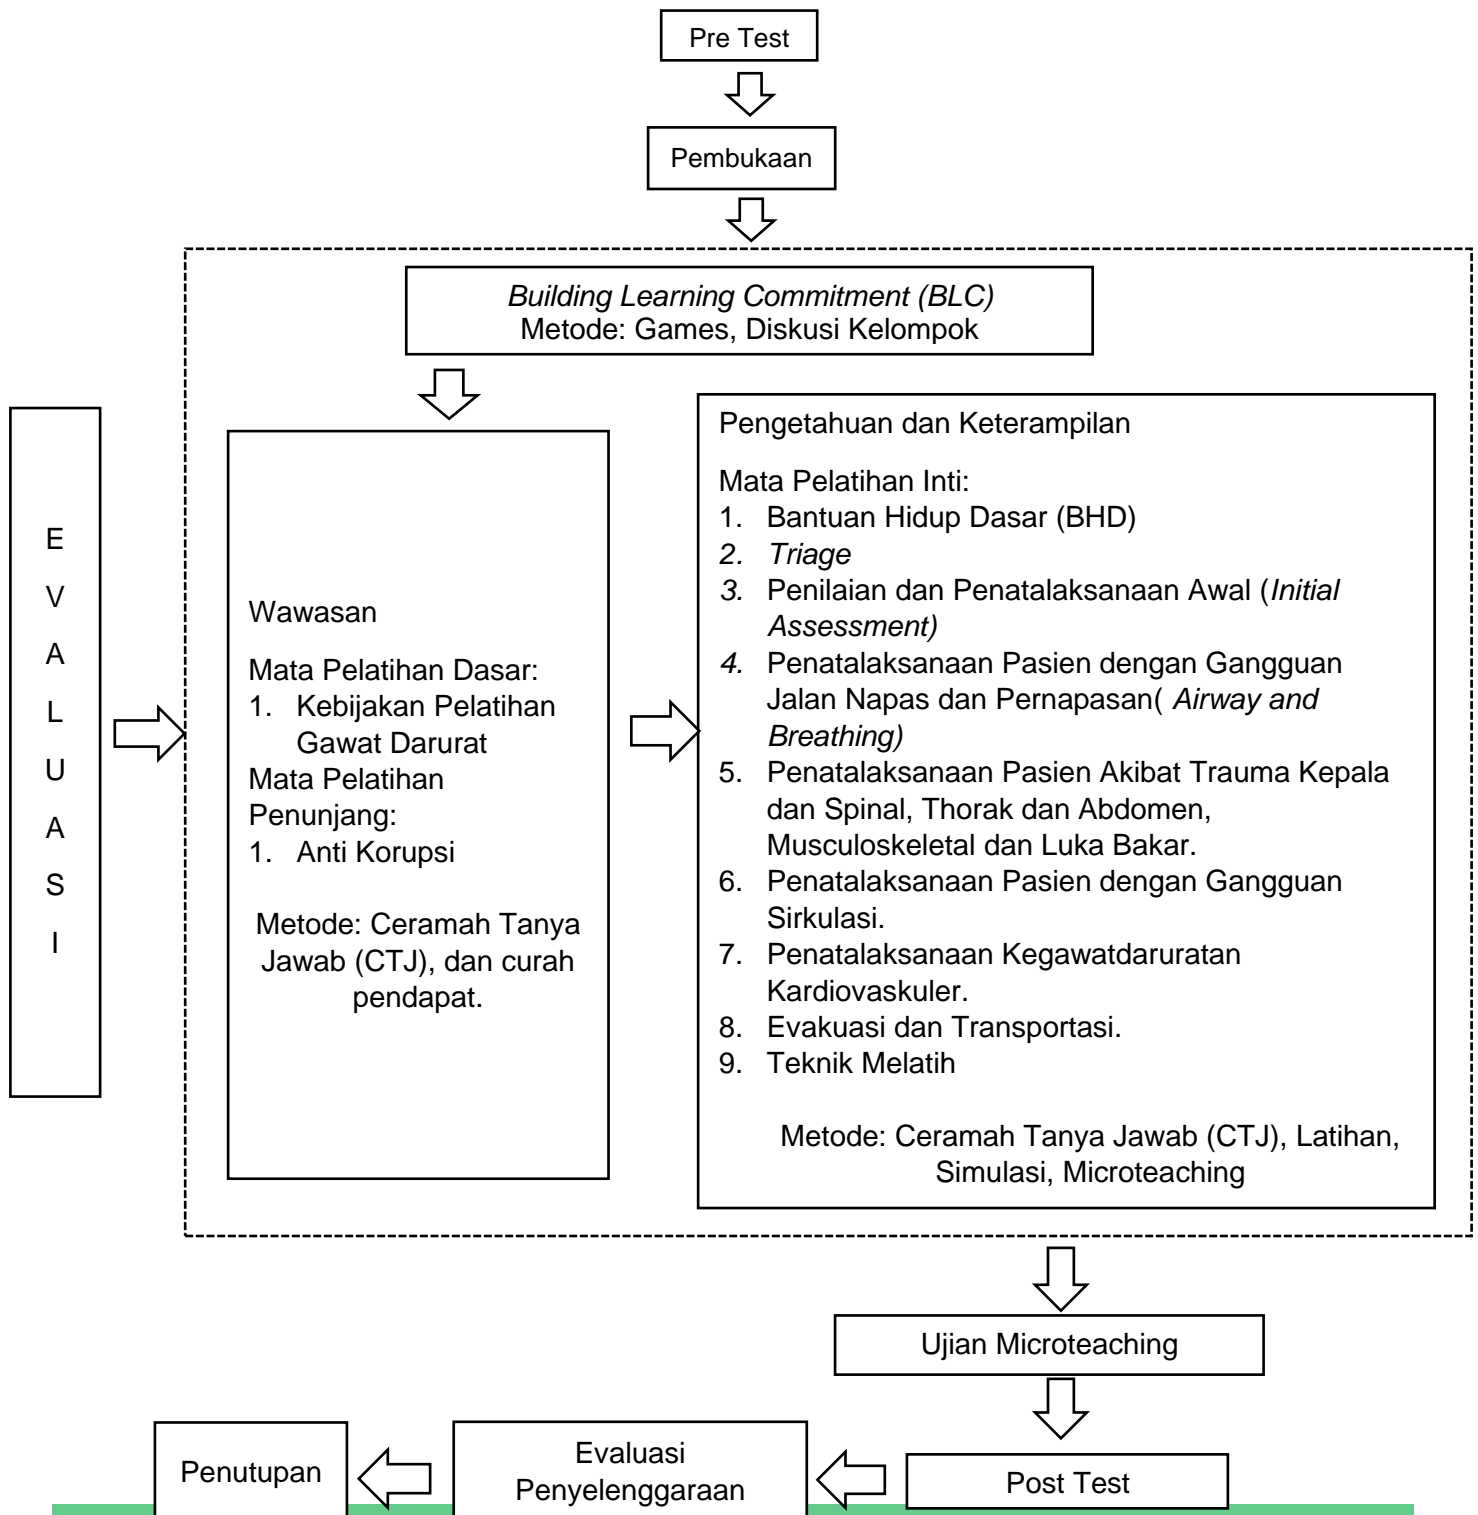 Pre Test
Pembukaan
Building Learning Commitment (BLC)
Metode: Games, Diskusi Kelompok
E
V
A
L
U
A
S
I
Wawasan
Mata Pelatihan Dasar:
1. Kebijakan Pelatihan
Gawat Darurat
Mata Pelatihan
Penunjang:
1. Anti Korupsi
Metode: Ceramah Tanya
Jawab (CTJ), dan curah
pendapat.
Pengetahuan dan Keterampilan
Mata Pelatihan Inti:
1. Bantuan Hidup Dasar (BHD)
2. Triage
3. Penilaian dan Penatalaksanaan Awal (Initial
Assessment)
4. Penatalaksanaan Pasien dengan Gangguan
Jalan Napas dan Pernapasan( Airway and
Breathing)
5. Penatalaksanaan Pasien Akibat Trauma Kepala
dan Spinal, Thorak dan Abdomen,
Musculoskeletal dan Luka Bakar.
6. Penatalaksanaan Pasien dengan Gangguan
Sirkulasi.
7. Penatalaksanaan Kegawatdaruratan
Kardiovaskuler.
8. Evakuasi dan Transportasi.
9. Teknik Melatih
Metode: Ceramah Tanya Jawab (CTJ), Latihan,
Simulasi, Microteaching
Ujian Microteaching
Post Test
Evaluasi
Penyelenggaraan
Penutupan